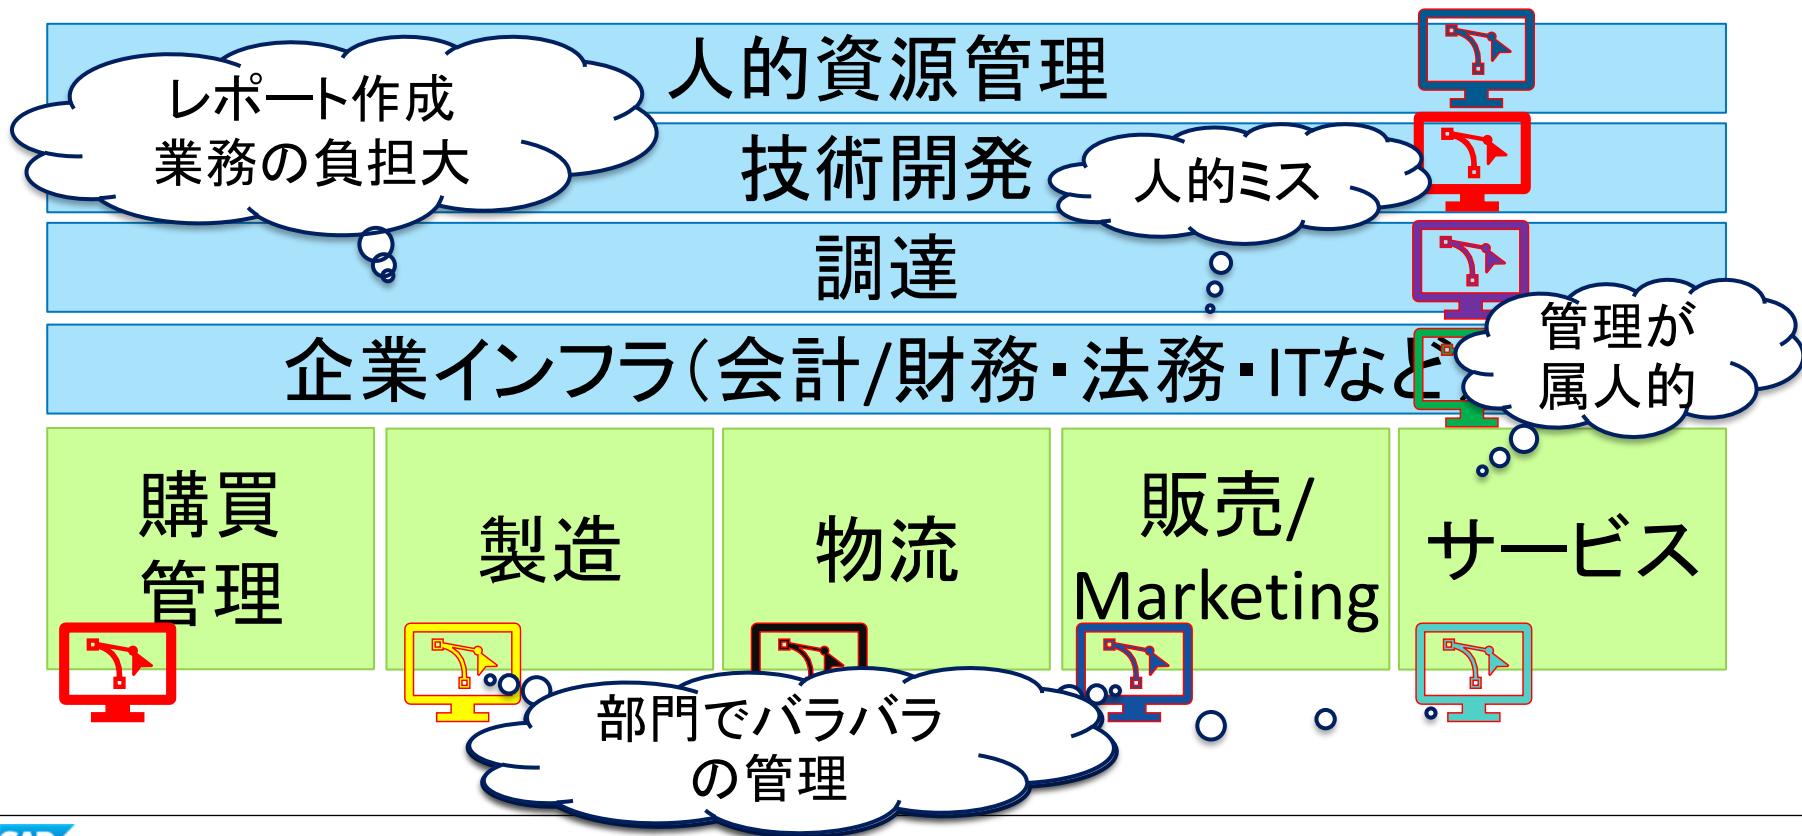 人的資源管理
レポート作成
業務の負担大
技術開発
人的ミス
調達
管理が
属人的
企業インフラ(会計/財務・法務・ITなど
購買
管理
製造
物流
販売/
Marketing
サービス
部門でバラバラ
の管理